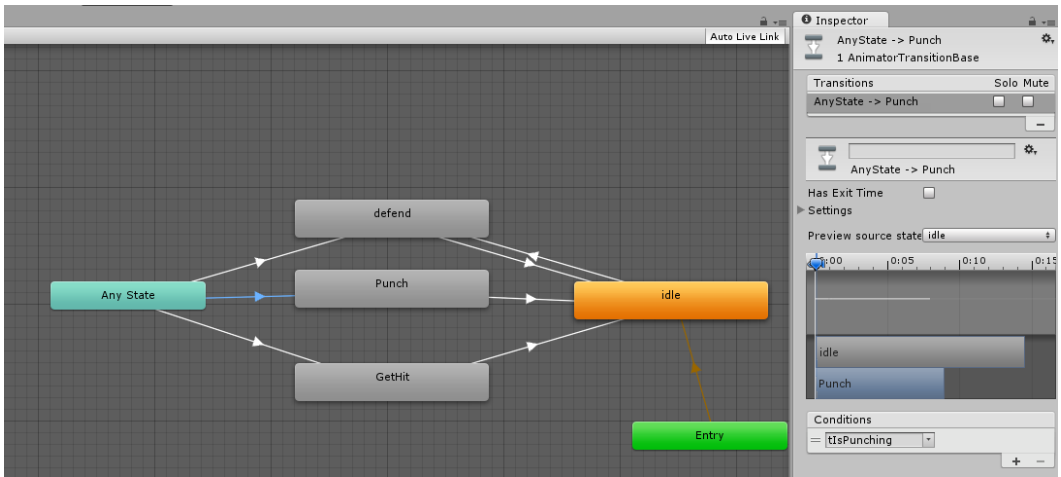 Auto Live Link
defend
Any State
Punch
idle
GetHit
Entry
Inspector
AnyState -> Punch
1 AnimatorTransitionBase
Transitions Solo Mute
AnyState -> Punch
AnyState -> Punch
Has Exit Time
Settings
Preview source state idle
0:00 0:05 0:10 0:15
idle
Punch
Conditions
tIsPunching